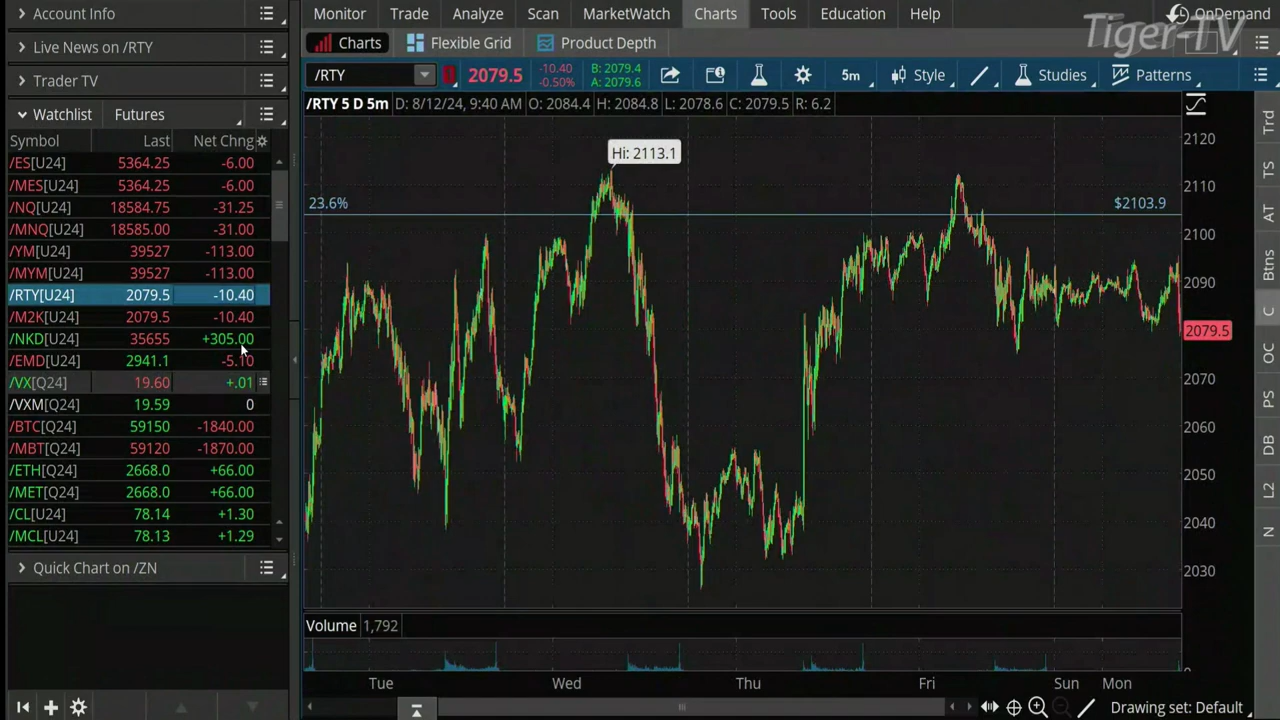 Account Info
Live News on /RTY
Trader TV
Watchlist Futures
Symbol Last Net Chng
/ES[U24] 5364.25 -6.00
/MES[U24] 5364.25 -6.00
/NQ[U24] 18584.75 -31.25
/MNQ[U24] 18585.00 -31.00
/YM[U24] 39527 -113.00
/MYM[U24] 39527 -113.00
/RTY[U24] 2079.5 -10.40
/M2K[U24] 2079.5 -10.40
/NKD[U24] 35655 +305.00
/EMD[U24] 2941.1 -5.10
/VX[Q24] 19.60 +.01
/VXM[Q24] 19.59 0
/BTC[Q24] 59150 -1840.00
/MBT[Q24] 59120 -1870.00
/ETH[Q24] 2668.0 +66.00
/MET[Q24] 2668.0 +66.00
/CL[U24] 78.14 +1.30
/MCL[U24] 78.13 +1.29
Quick Chart on /ZN
Monitor Trade Analyze Scan MarketWatch Charts Tools Education Help OnDemand
Tiger-TV
Charts Flexible Grid Product Depth
/RTY 2079.5 -10.40 B: 2079.4
-0.50% A: 2079.6
5m Style Studies Patterns
/RTY 5 D 5m D: 8/12/24, 9:40 AM O: 2084.4 H: 2084.8 L: 2078.6 C: 2079.5 R: 6.2
Hi: 2113.1
23.6% $2103.9
2120
2110
2100
2090
2079.5
2070
2060
2050
2040
2030
Volume 1,792
0
Tue Wed Thu Fri Sun Mon
Drawing set: Default
Trd
TS
AT
Btns
C
OC
PS
DB
L2
N